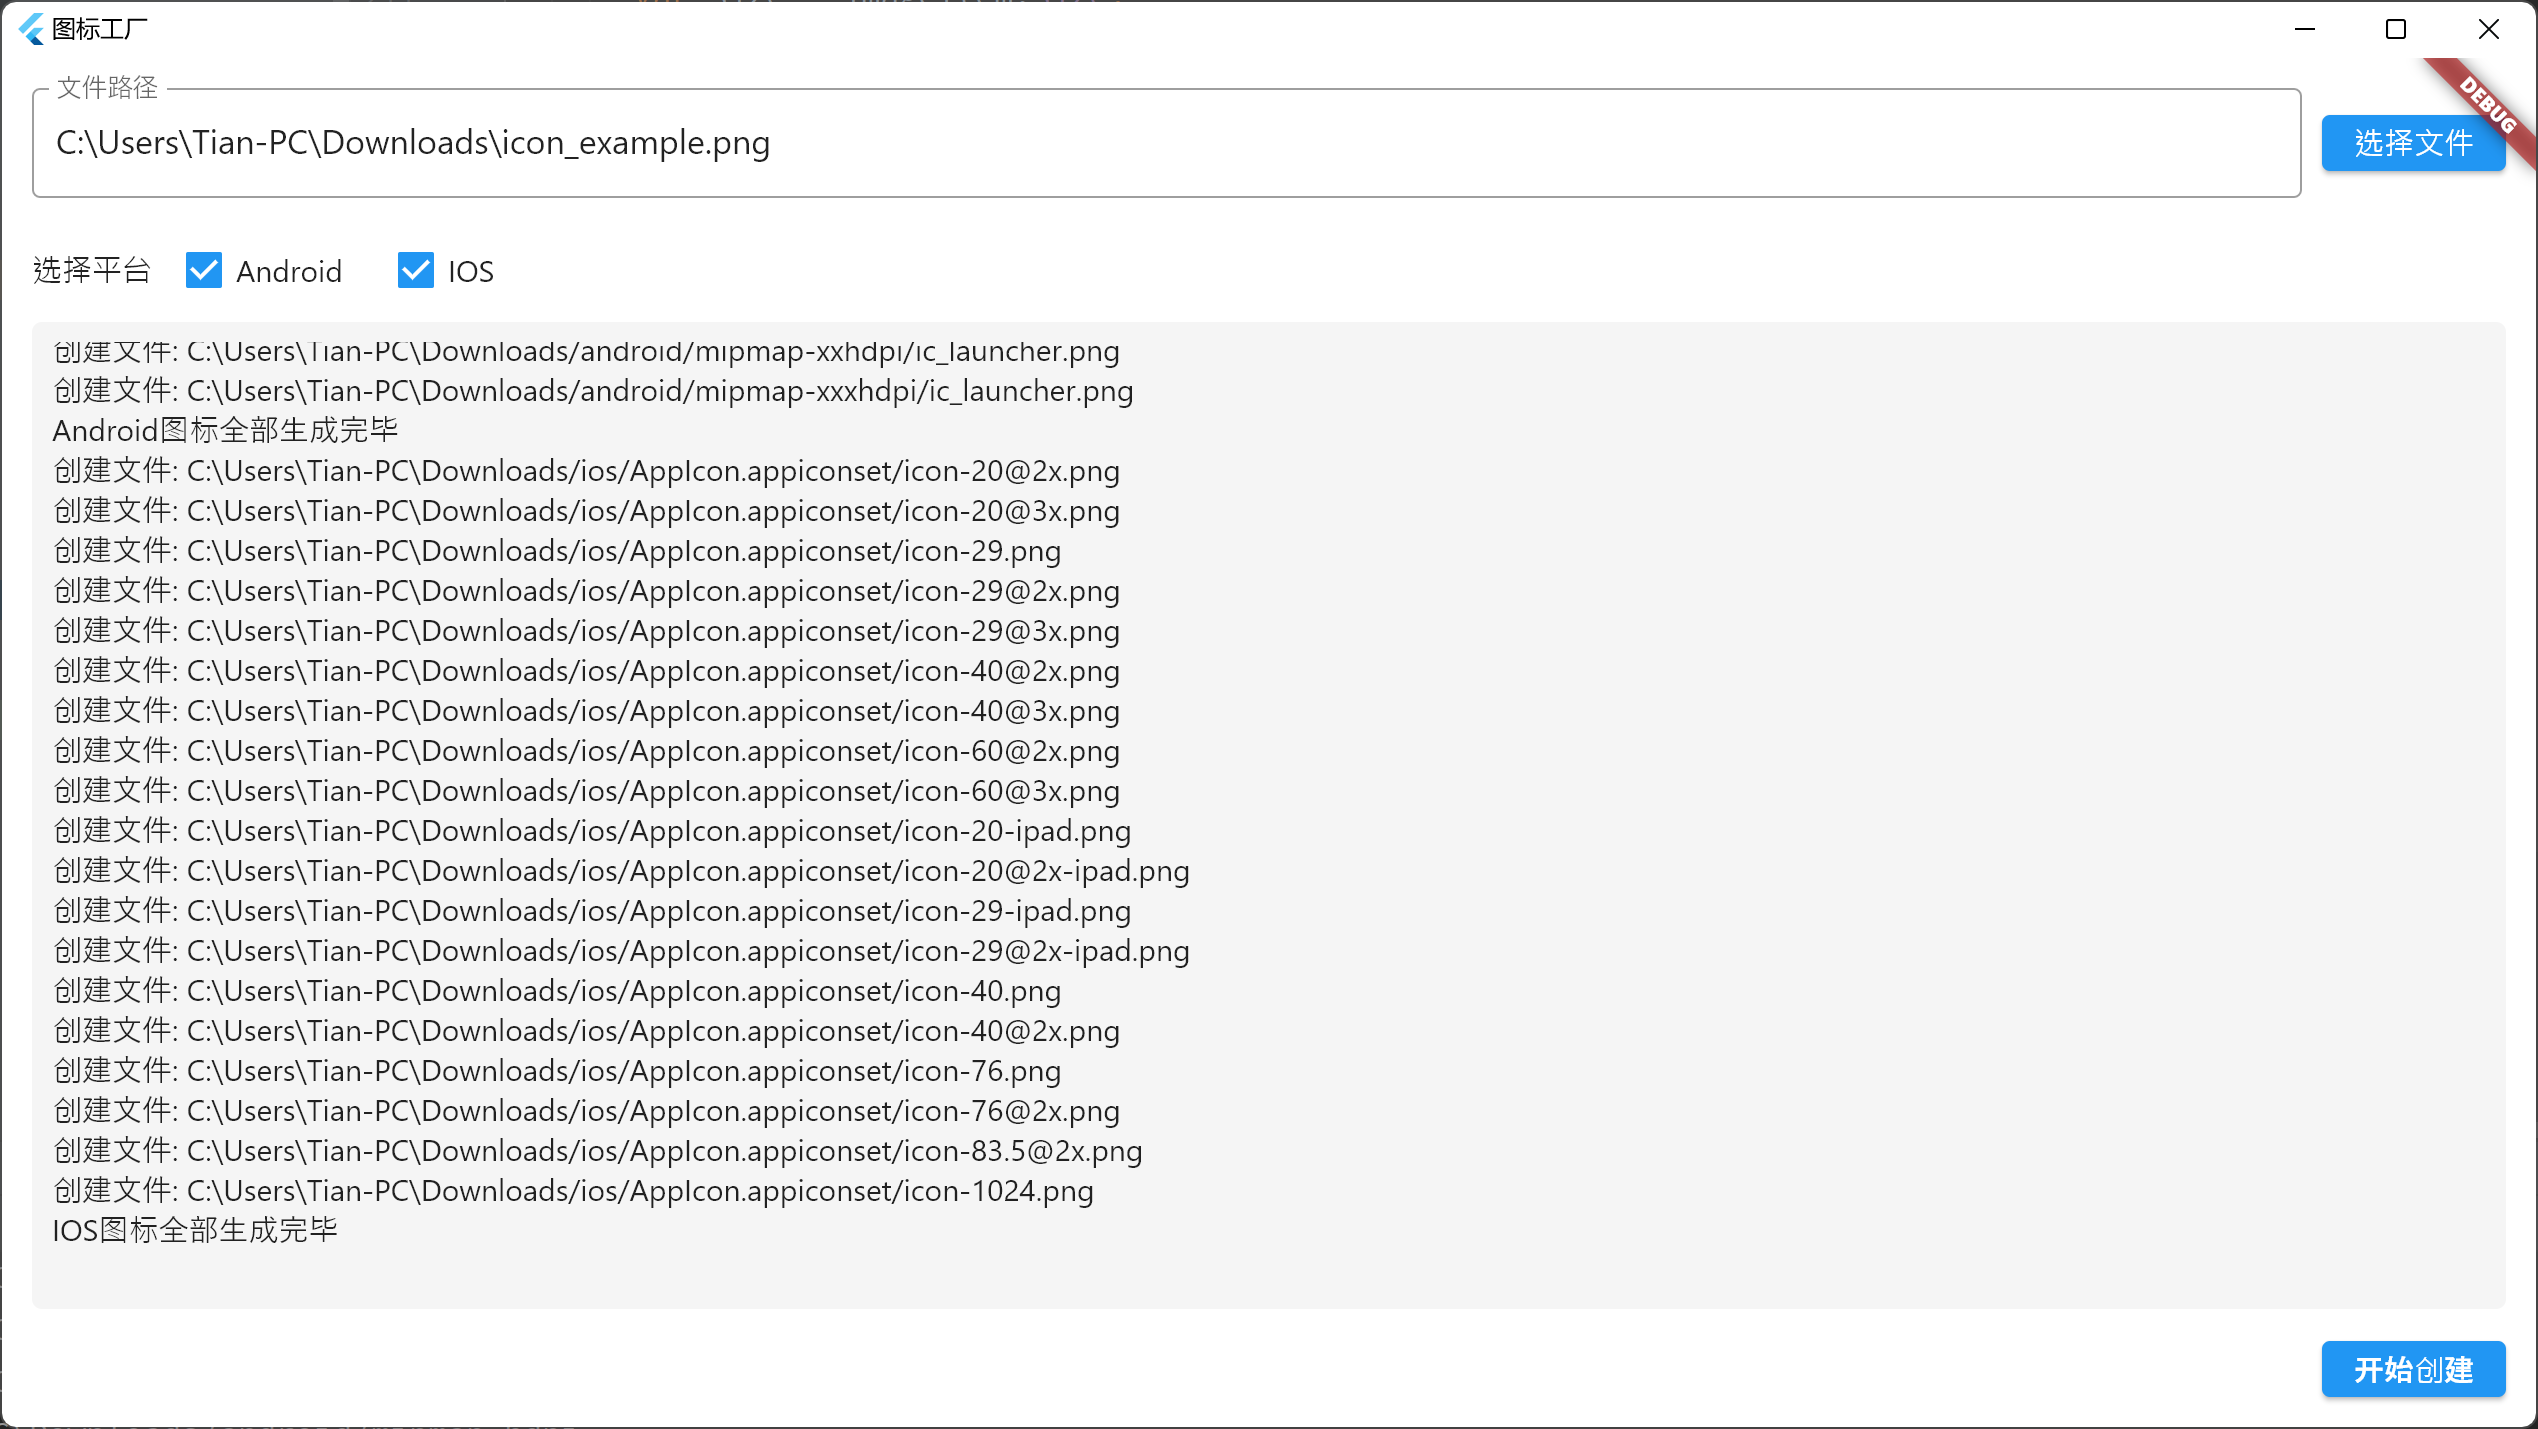 图标工厂
DEBUG
文件路径
C:\Users\Tian-PC\Downloads\icon_example.png
选择文件
选择平台 Android IOS
创建文件: C:\Users\Tian-PC\Downloads/android/mipmap-xxhdpi/ic_launcher.png
创建文件: C:\Users\Tian-PC\Downloads/android/mipmap-xxxhdpi/ic_launcher.png
Android图标全部生成完毕
创建文件: C:\Users\Tian-PC\Downloads/ios/AppIcon.appiconset/icon-20@2x.png
创建文件: C:\Users\Tian-PC\Downloads/ios/AppIcon.appiconset/icon-20@3x.png
创建文件: C:\Users\Tian-PC\Downloads/ios/AppIcon.appiconset/icon-29.png
创建文件: C:\Users\Tian-PC\Downloads/ios/AppIcon.appiconset/icon-29@2x.png
创建文件: C:\Users\Tian-PC\Downloads/ios/AppIcon.appiconset/icon-29@3x.png
创建文件: C:\Users\Tian-PC\Downloads/ios/AppIcon.appiconset/icon-40@2x.png
创建文件: C:\Users\Tian-PC\Downloads/ios/AppIcon.appiconset/icon-40@3x.png
创建文件: C:\Users\Tian-PC\Downloads/ios/AppIcon.appiconset/icon-60@2x.png
创建文件: C:\Users\Tian-PC\Downloads/ios/AppIcon.appiconset/icon-60@3x.png
创建文件: C:\Users\Tian-PC\Downloads/ios/AppIcon.appiconset/icon-20-ipad.png
创建文件: C:\Users\Tian-PC\Downloads/ios/AppIcon.appiconset/icon-20@2x-ipad.png
创建文件: C:\Users\Tian-PC\Downloads/ios/AppIcon.appiconset/icon-29-ipad.png
创建文件: C:\Users\Tian-PC\Downloads/ios/AppIcon.appiconset/icon-29@2x-ipad.png
创建文件: C:\Users\Tian-PC\Downloads/ios/AppIcon.appiconset/icon-40.png
创建文件: C:\Users\Tian-PC\Downloads/ios/AppIcon.appiconset/icon-40@2x.png
创建文件: C:\Users\Tian-PC\Downloads/ios/AppIcon.appiconset/icon-76.png
创建文件: C:\Users\Tian-PC\Downloads/ios/AppIcon.appiconset/icon-76@2x.png
创建文件: C:\Users\Tian-PC\Downloads/ios/AppIcon.appiconset/icon-83.5@2x.png
创建文件: C:\Users\Tian-PC\Downloads/ios/AppIcon.appiconset/icon-1024.png
IOS图标全部生成完毕
开始创建